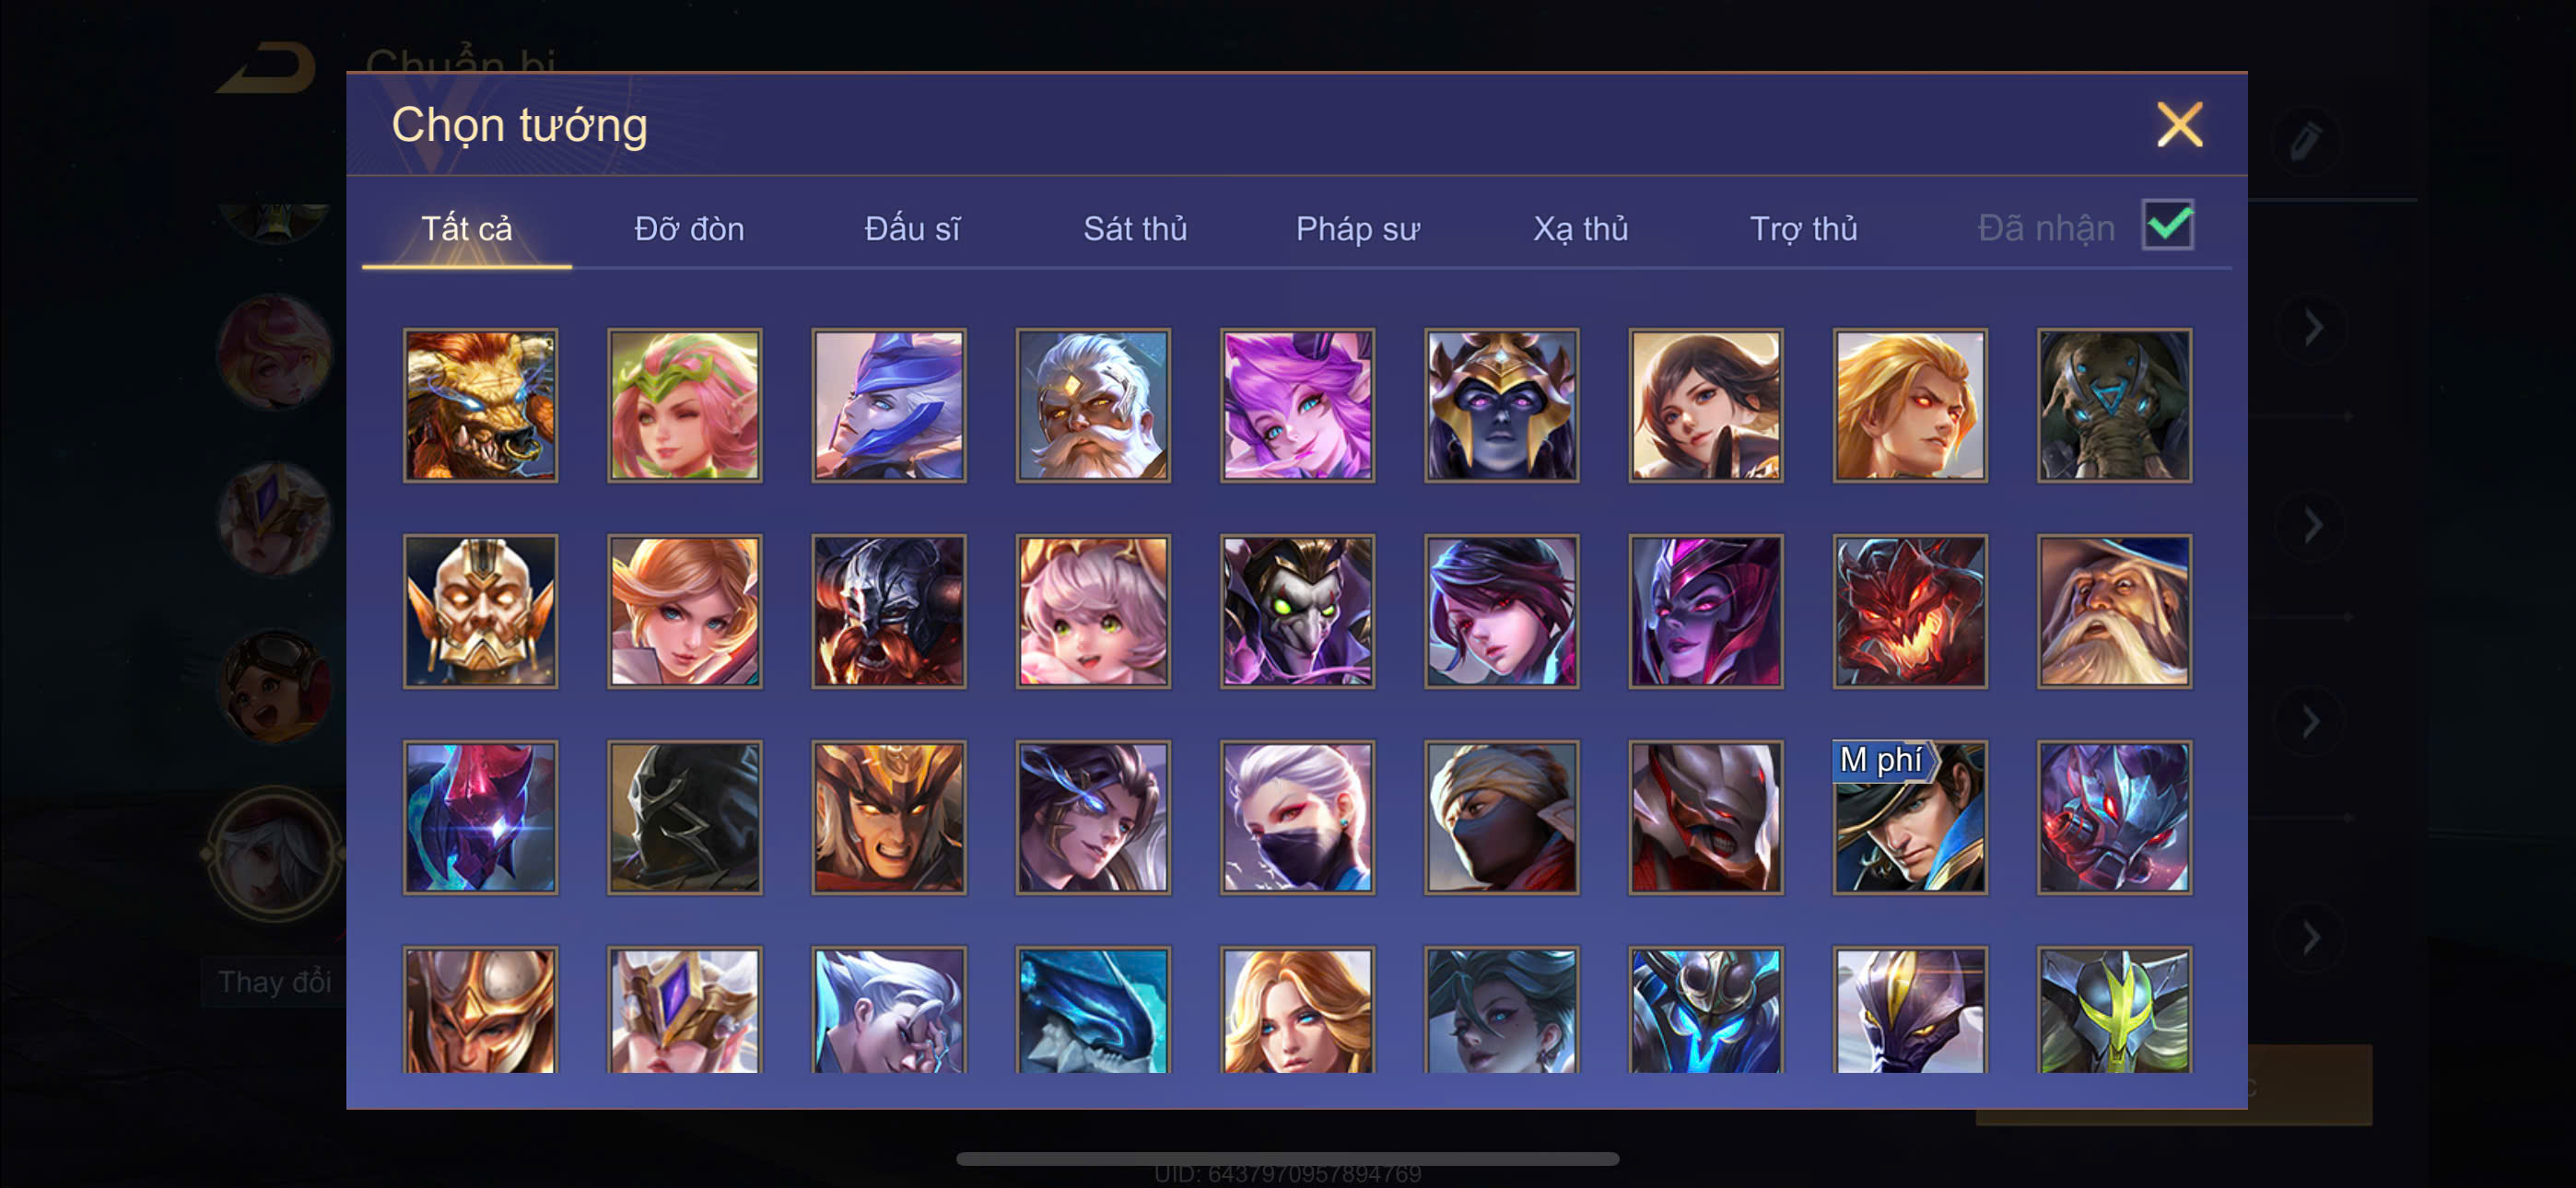 Chuẩn bị
Chọn tướng
Tất cả
Đỡ đòn
Đấu sĩ
Sát thủ
Pháp sư
Xạ thủ
Trợ thủ
Đã nhận
M phí
Thay đổi
UID: 6437970957894769